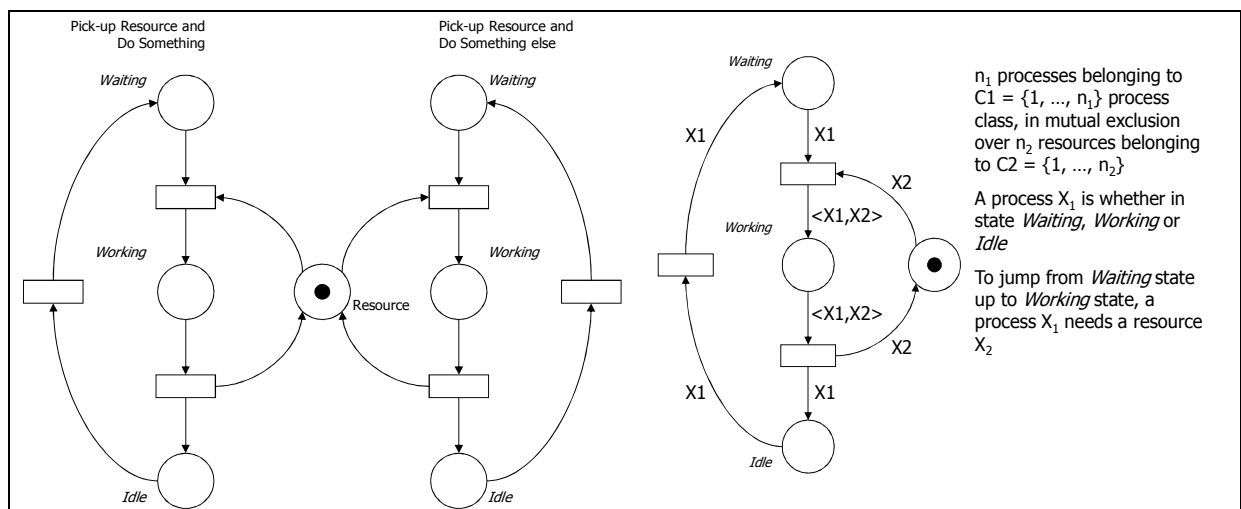 Pick-up Resource and
Do Something
Waiting
Working
Idle
Resource
Pick-up Resource and
Do Something else
Waiting
Working
Idle
Waiting
X1
X1
X2
<X1,X2>
Working
<X1,X2>
X2
X1
X1
Idle
n₁ processes belonging to
C1 = {1, ..., n₁} process
class, in mutual exclusion
over n₂ resources belonging
to C2 = {1, ..., n₂}
A process X₁ is whether in
state Waiting, Working or
Idle
To jump from Waiting state
up to Working state, a
process X₁ needs a resource
X₂